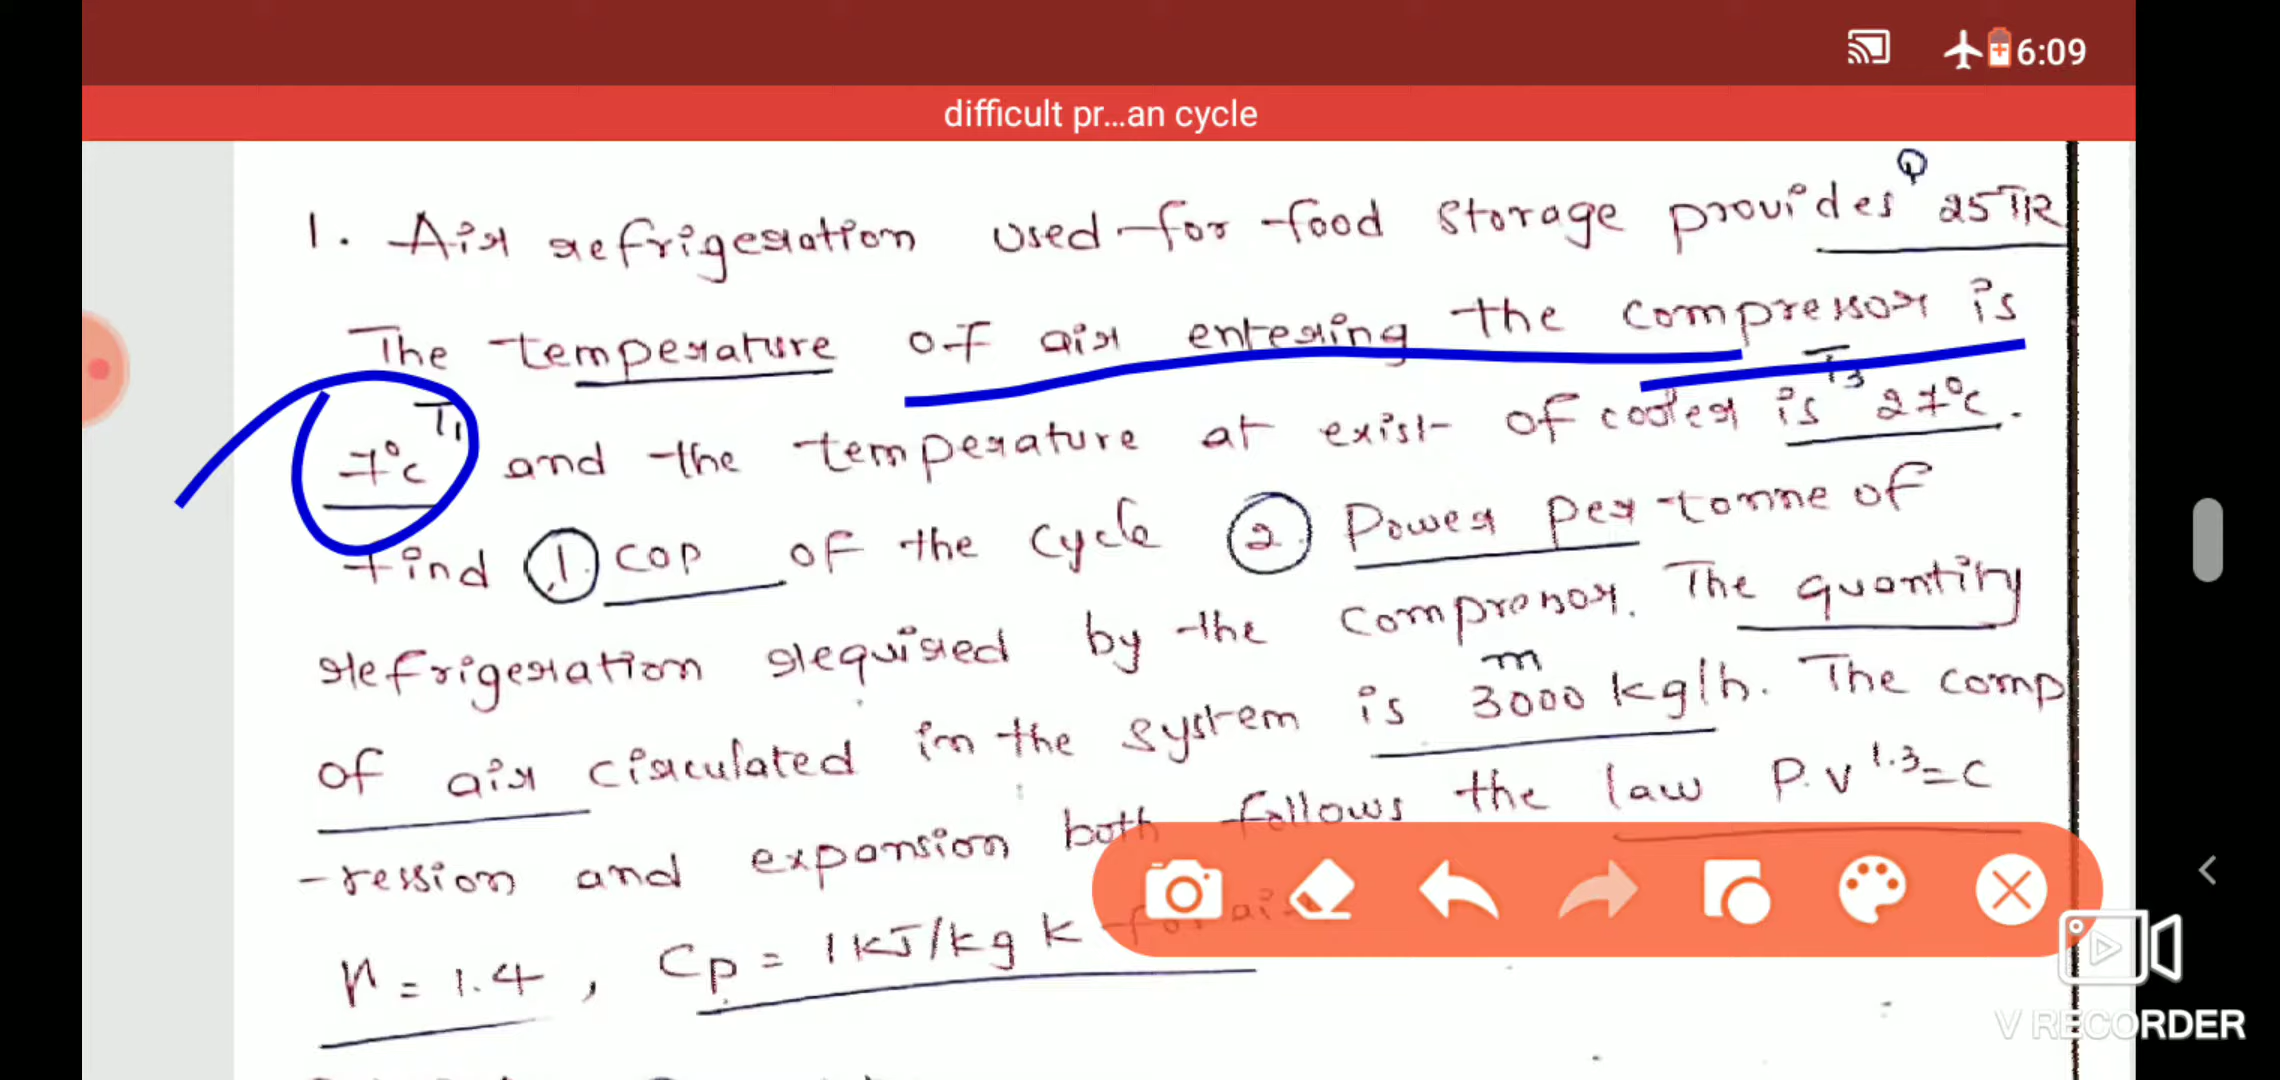 6:09
difficult pr...an cycle
1. Air refrigeration used for food storage provides Q 25TR
The temperature of air entering the compressor is
7°c T1 and the temperature at exist of cooler is T3 27°c.
find 1. COP of the cycle 2. Power per tonne of
refrigeration required by the compressor. The quantity
of air circulated in the system is m 3000 kg/h. The comp
-ression and expansion both follows the law P.V^1.3=C
γ = 1.4, Cp = 1KJ/kg K for air
V RECORDER